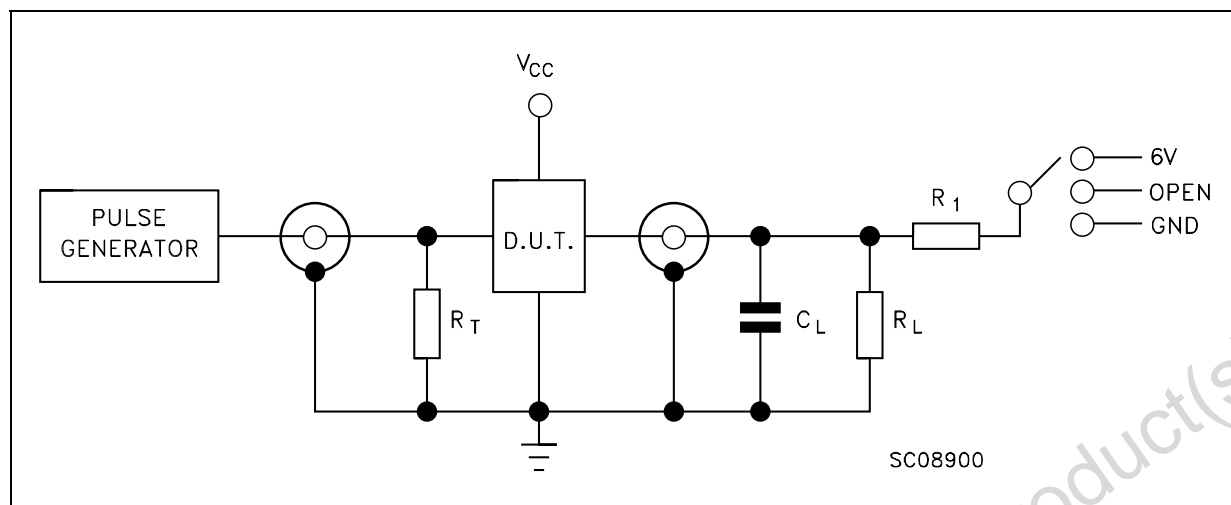 VCC
PULSE
GENERATOR
D.U.T.
RT
CL
RL
R1
6V
OPEN
GND
SC08900